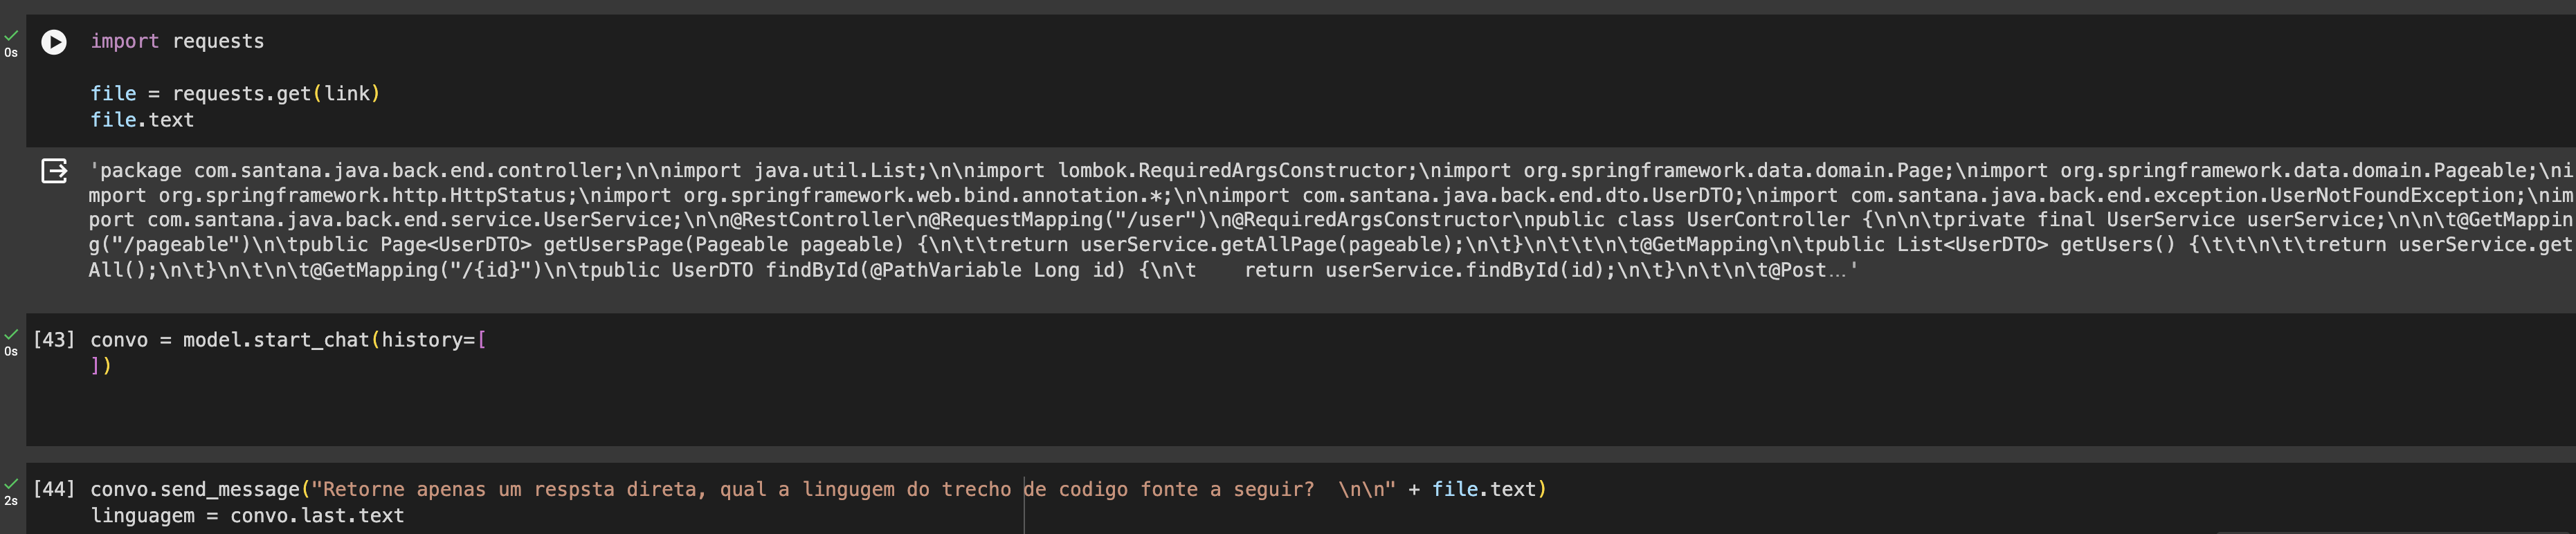 0s
import requests
file = requests.get(link)
file.text
'package com.santana.java.back.end.controller;\n\nimport java.util.List;\n\nimport lombok.RequiredArgsConstructor;\nimport org.springframework.data.domain.Page;\nimport org.springframework.data.domain.Pageable;\ni
mport org.springframework.http.HttpStatus;\nimport org.springframework.web.bind.annotation.*;\n\nimport com.santana.java.back.end.dto.UserDTO;\nimport com.santana.java.back.end.exception.UserNotFoundException;\nim
port com.santana.java.back.end.service.UserService;\n\n@RestController\n@RequestMapping("/user")\n@RequiredArgsConstructor\npublic class UserController {\n\n\tprivate final UserService userService;\n\n\t@GetMappin
g("/pageable")\n\tpublic Page<UserDTO> getUsersPage(Pageable pageable) {\n\t\treturn userService.getAllPage(pageable);\n\t}\n\t\t\n\t@GetMapping\n\tpublic List<UserDTO> getUsers() {\t\t\n\t\treturn userService.get
All();\n\t}\n\t\n\t@GetMapping("/{id}")\n\tpublic UserDTO findById(@PathVariable Long id) {\n\t    return userService.findById(id);\n\t}\n\t\n\t@Post…'
[43] convo = model.start_chat(history=[
0s
])
[44] convo.send_message("Retorne apenas um respsta direta, qual a lingugem do trecho de codigo fonte a seguir?  \n\n" + file.text)
2s
linguagem = convo.last.text